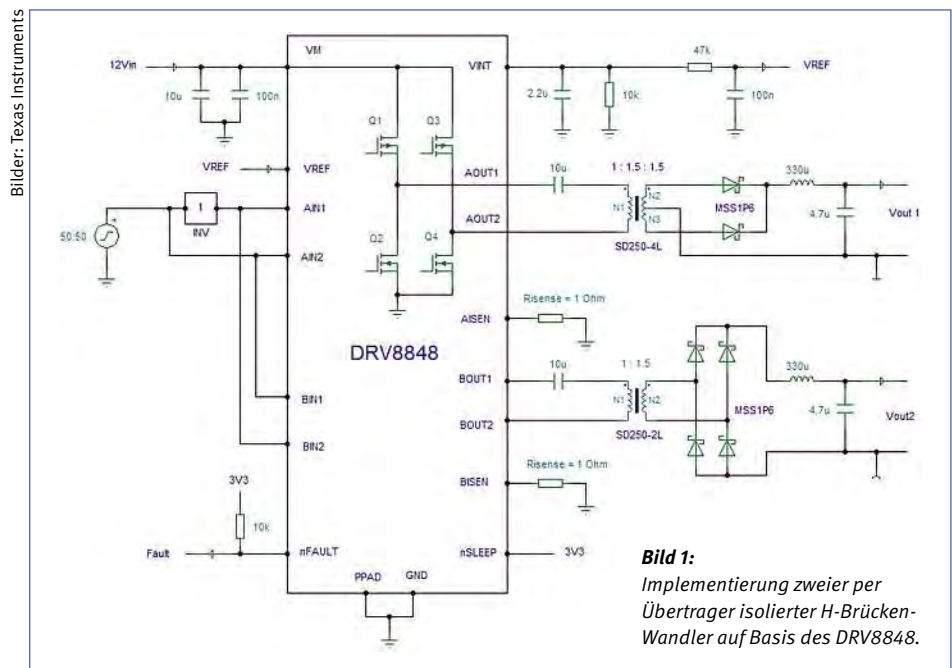 Bilder: Texas Instruments
VM
12Vin
10u
100n
VINT
47k
VREF
2.2u
10k
100n
Q1
Q3
VREF
VREF
AOUT1
10u
1 : 1.5 : 1.5
330u
AIN1
1
INV
50:50
AIN2
AOUT2
N1
N2
N3
MSS1P6
4.7u
Vout 1
Q2
Q4
SD250-4L
AISEN
Risense = 1 Ohm
DRV8848
BOUT1
10u
1 : 1.5
330u
BIN1
N1
N2
MSS1P6
4.7u
Vout2
BOUT2
SD250-2L
BIN2
BISEN
Risense = 1 Ohm
3V3
10k
Fault
nFAULT
nSLEEP
3V3
PPAD
GND
Bild 1:
Implementierung zweier per
Übertrager isolierter H-Brücken-
Wandler auf Basis des DRV8848.